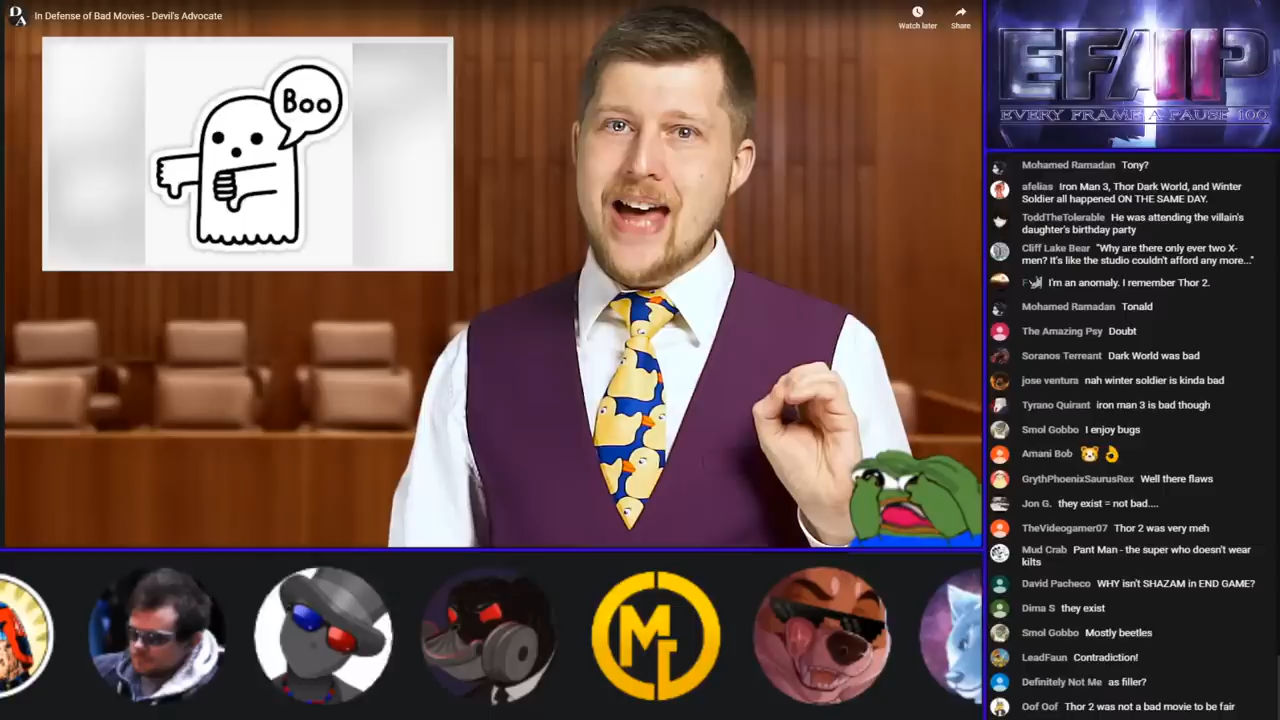 DA
In Defense of Bad Movies - Devil's Advocate
Watch later
Share
Boo
EFAP
EVERY FRAME A PAUSE 100
Mohamed Ramadan Tony?
afelias Iron Man 3, Thor Dark World, and Winter
Soldier all happened ON THE SAME DAY.
ToddTheTolerable He was attending the villain's
daughter's birthday party
Cliff Lake Bear "Why are there only ever two X-
men? It's like the studio couldn't afford any more..."
I'm an anomaly. I remember Thor 2.
Mohamed Ramadan Tonald
The Amazing Psy Doubt
Soranos Terreant Dark World was bad
jose ventura nah winter soldier is kinda bad
Tyrano Quirant iron man 3 is bad though
Smol Gobbo I enjoy bugs
Amani Bob 🐻 👌
GrythPhoenixSaurusRex Well there flaws
Jon G. they exist = not bad....
TheVideogamer07 Thor 2 was very meh
Mud Crab Pant Man - the super who doesn't wear
kilts
David Pacheco WHY isn't SHAZAM in END GAME?
Dima S they exist
Smol Gobbo Mostly beetles
LeadFaun Contradiction!
Definitely Not Me as filler?
Oof Oof Thor 2 was not a bad movie to be fair